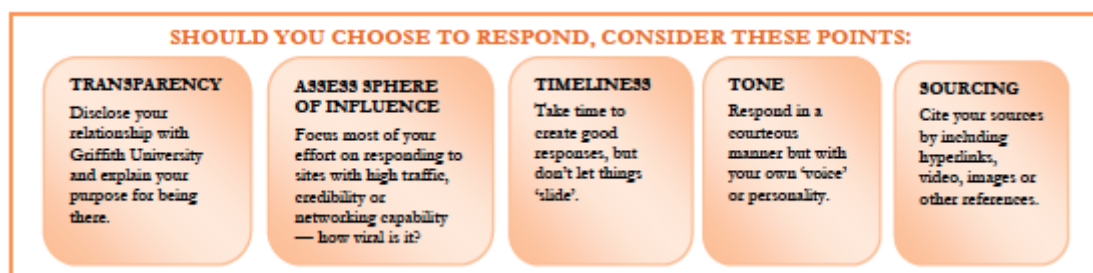 SHOULD YOU CHOOSE TO RESPOND, CONSIDER THESE POINTS:
TRANSPARENCY
Disclose your
relationship with
Griffith University
and explain your
purpose for being
there.
ASSESS SPHERE
OF INFLUENCE
Focus most of your
effort on responding to
sites with high traffic,
credibility or
networking capability
— how viral is it?
TIMELINESS
Take time to
create good
responses, but
don't let things
'slide'.
TONE
Respond in a
courteous
manner but with
your own 'voice'
or personality.
SOURCING
Cite your sources
by including
hyperlinks,
video, images or
other references.